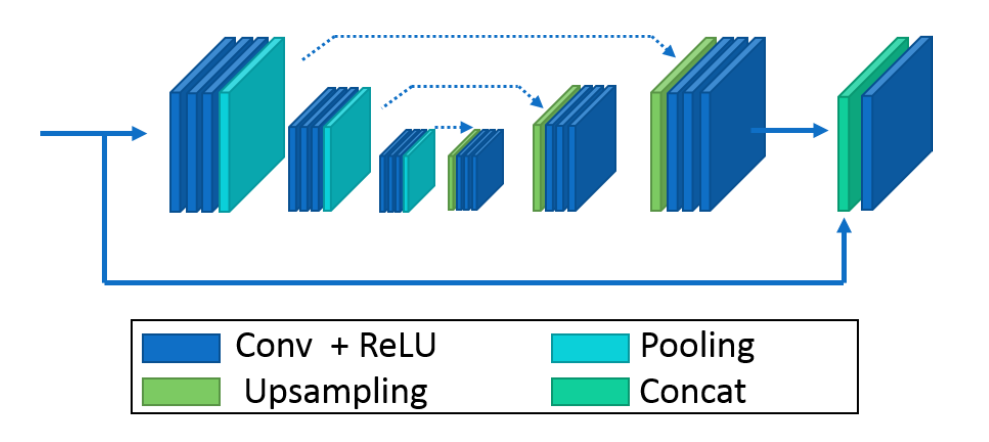 Conv + ReLU
Pooling
Upsampling
Concat